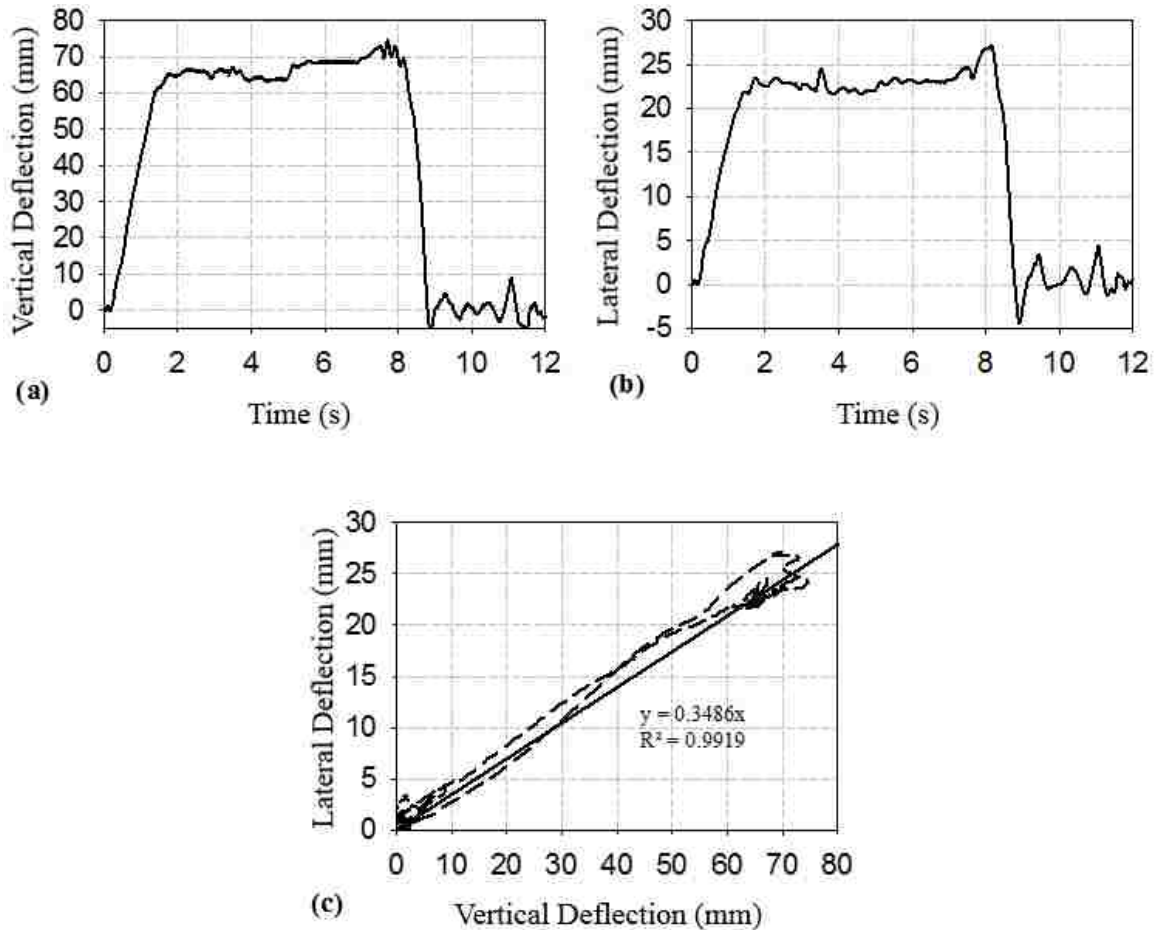 80
70
60
50
40
30
20
10
0
Vertical Deflection (mm)
0 2 4 6 8 10 12
Time (s)
(a)
30
25
20
15
10
5
0
-5
Lateral Deflection (mm)
0 2 4 6 8 10 12
Time (s)
(b)
30
25
20
15
10
5
0
Lateral Deflection (mm)
y = 0.3486x
R² = 0.9919
0 10 20 30 40 50 60 70 80
Vertical Deflection (mm)
(c)